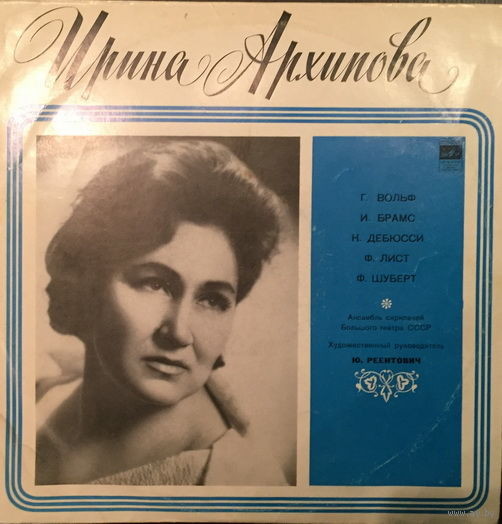 Ирина Архипова
Г. ВОЛЬФ
И. БРАМС
К. ДЕБЮССИ
Ф. ЛИСТ
Ф. ШУБЕРТ
Ансамбль скрипачей
Большого театра СССР
Художественный руководитель
Ю. РЕЕНТОВИЧ